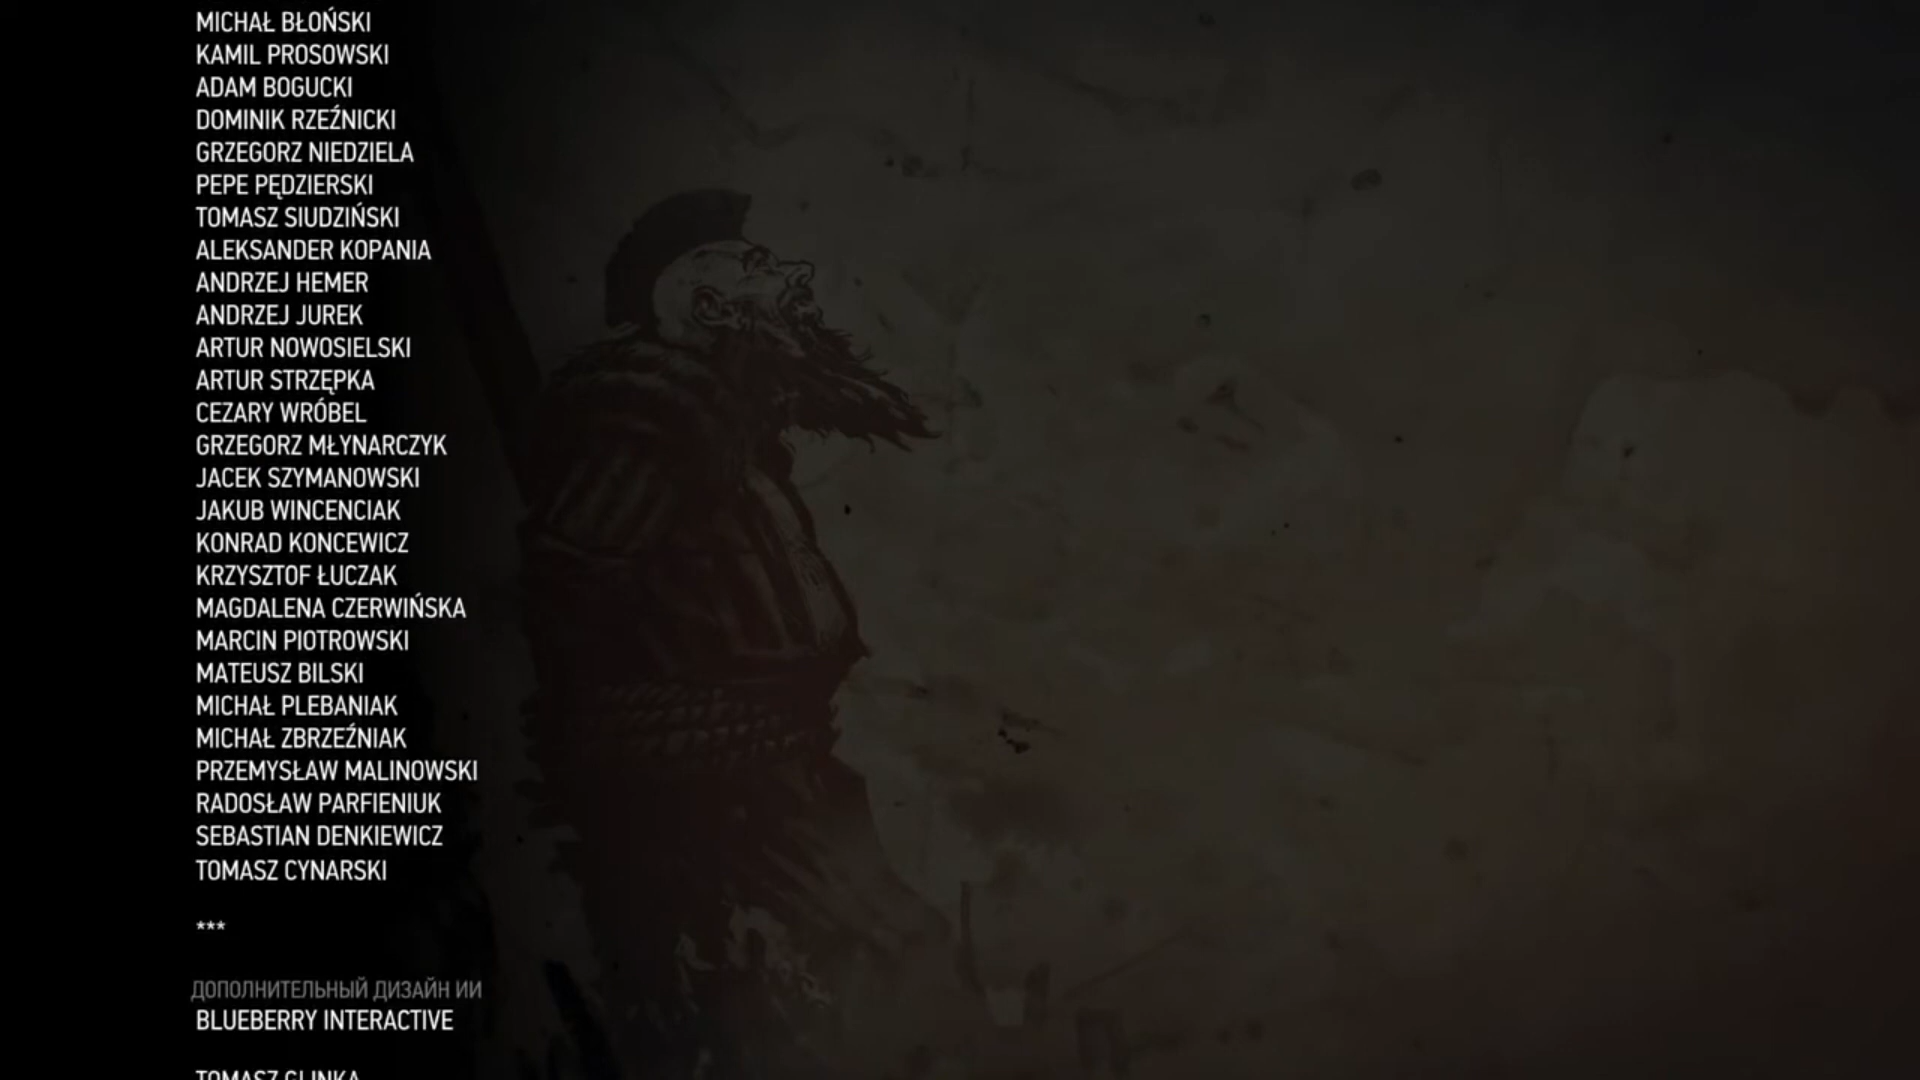 MICHAŁ BŁOŃSKI
KAMIL PROSOWSKI
ADAM BOGUCKI
DOMINIK RZEŹNICKI
GRZEGORZ NIEDZIELA
PEPE PĘDZIERSKI
TOMASZ SIUDZIŃSKI
ALEKSANDER KOPANIA
ANDRZEJ HEMER
ANDRZEJ JUREK
ARTUR NOWOSIELSKI
ARTUR STRZĘPKA
CEZARY WRÓBEL
GRZEGORZ MŁYNARCZYK
JACEK SZYMANOWSKI
JAKUB WINCENCIAK
KONRAD KONCEWICZ
KRZYSZTOF ŁUCZAK
MAGDALENA CZERWIŃSKA
MARCIN PIOTROWSKI
MATEUSZ BILSKI
MICHAŁ PLEBANIAK
MICHAŁ ZBRZEŹNIAK
PRZEMYSŁAW MALINOWSKI
RADOSŁAW PARFIENIUK
SEBASTIAN DENKIEWICZ
TOMASZ CYNARSKI
***
ДОПОЛНИТЕЛЬНЫЙ ДИЗАЙН ИИ
BLUEBERRY INTERACTIVE
TOMASZ GLINKA